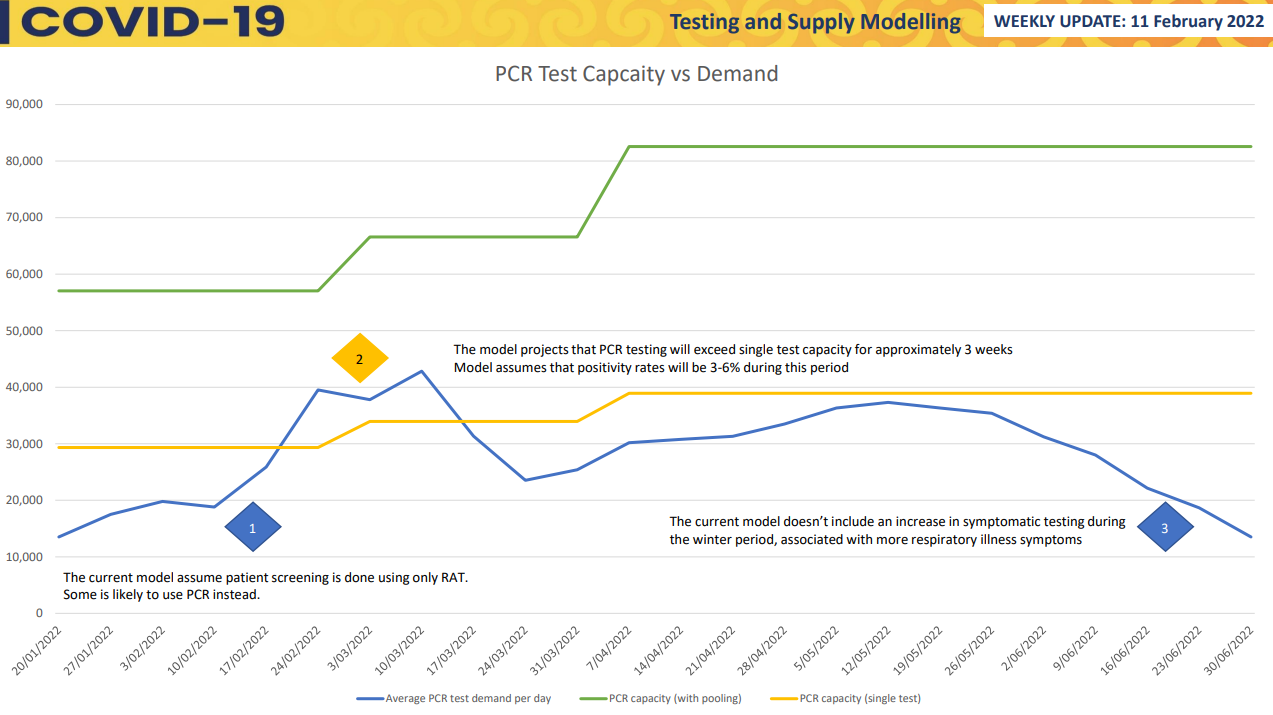 COVID-19
Testing and Supply Modelling
WEEKLY UPDATE: 11 February 2022
PCR Test Capcaity vs Demand
90,000
80,000
70,000
60,000
50,000
40,000
30,000
20,000
10,000
0
2
The model projects that PCR testing will exceed single test capacity for approximately 3 weeks
Model assumes that positivity rates will be 3-6% during this period
1
The current model assume patient screening is done using only RAT.
Some is likely to use PCR instead.
The current model doesn’t include an increase in symptomatic testing during
the winter period, associated with more respiratory illness symptoms
3
20/01/2022
27/01/2022
3/02/2022
10/02/2022
17/02/2022
24/02/2022
3/03/2022
10/03/2022
17/03/2022
24/03/2022
31/03/2022
7/04/2022
14/04/2022
21/04/2022
28/04/2022
5/05/2022
12/05/2022
19/05/2022
26/05/2022
2/06/2022
9/06/2022
16/06/2022
23/06/2022
30/06/2022
Average PCR test demand per day
PCR capacity (with pooling)
PCR capacity (single test)